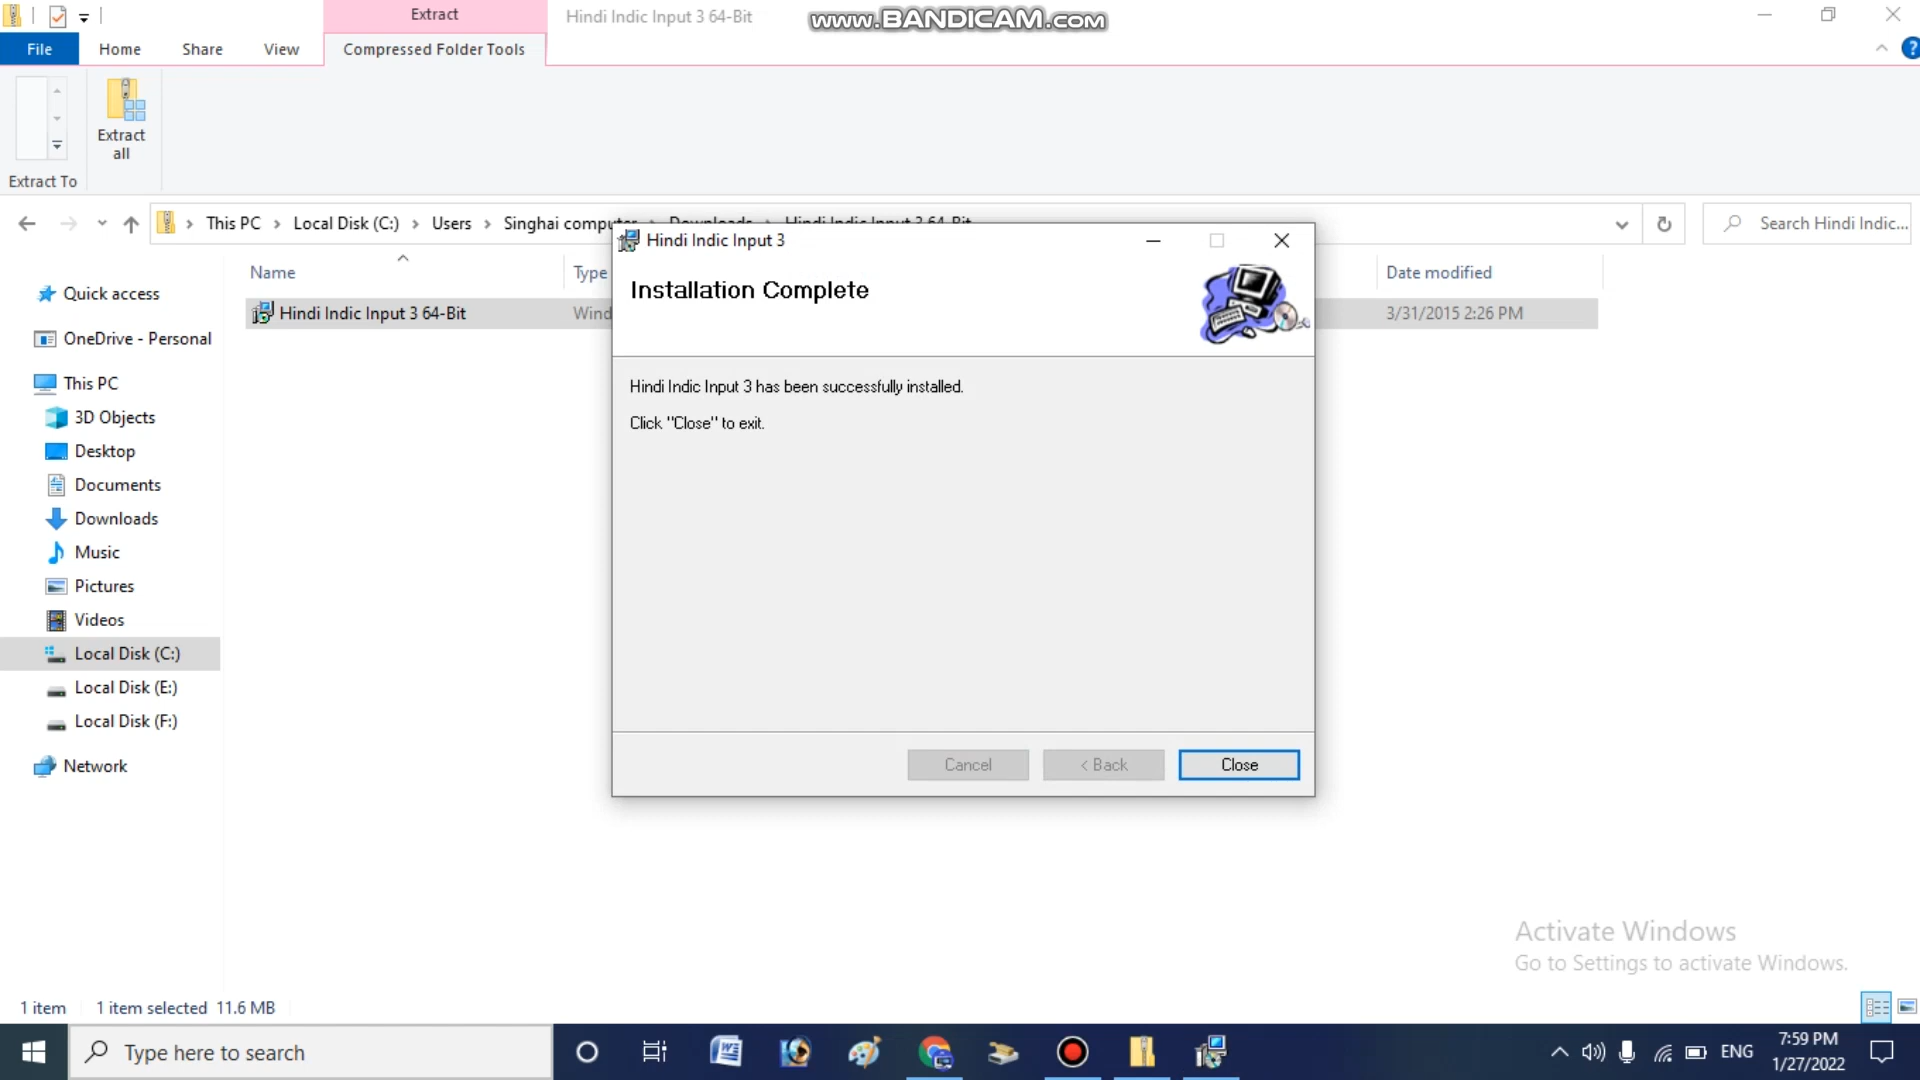 Extract
Hindi Indic Input 3 64-Bit
www.BANDICAM.com
File
Home
Share
View
Compressed Folder Tools
Extract all
Extract To
This PC
Local Disk (C:)
Users
Singhai computer
Downloads
Hindi Indic Input 3 64-Bit
Search Hindi Indic...
Name
Type
Date modified
Hindi Indic Input 3 64-Bit
Wind
3/31/2015 2:26 PM
Quick access
OneDrive - Personal
This PC
3D Objects
Desktop
Documents
Downloads
Music
Pictures
Videos
Local Disk (C:)
Local Disk (E:)
Local Disk (F:)
Network
Hindi Indic Input 3
Installation Complete
Hindi Indic Input 3 has been successfully installed.
Click "Close" to exit.
Cancel
< Back
Close
Activate Windows
Go to Settings to activate Windows.
1 item
1 item selected 11.6 MB
Type here to search
ENG
7:59 PM
1/27/2022